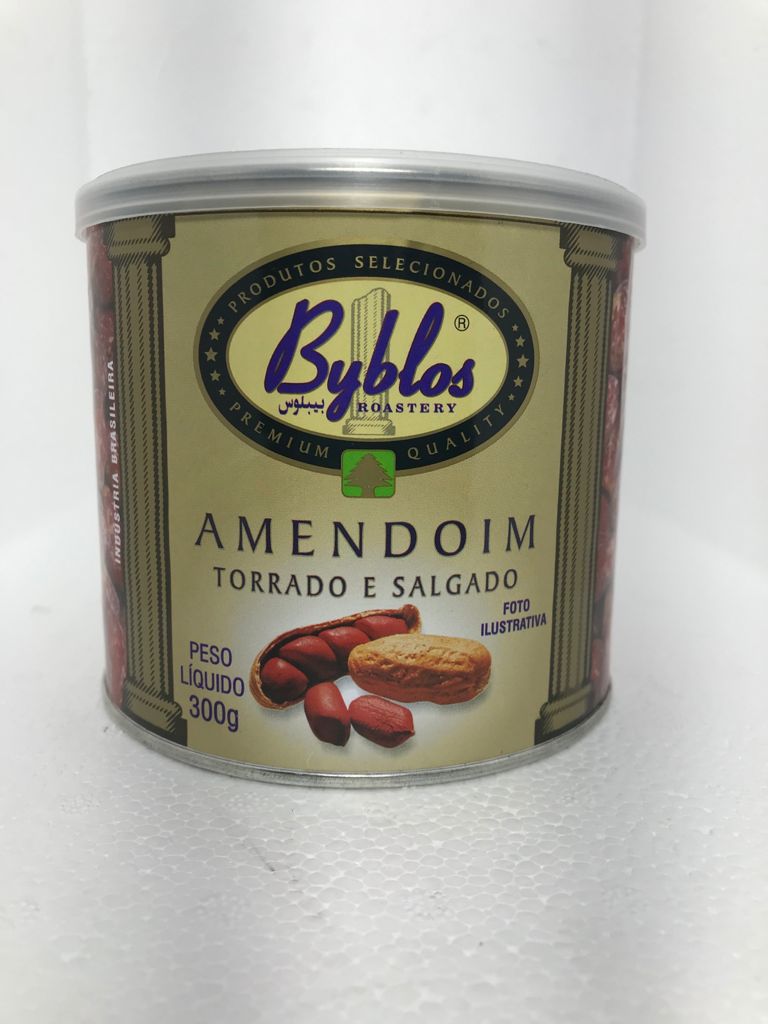 PRODUTOS SELECIONADOS
Byblos®
بيبلوس ROASTERY
PREMIUM QUALITY
INDÚSTRIA BRASILEIRA
AMENDOIM
TORRADO E SALGADO
FOTO
ILUSTRATIVA
PESO
LÍQUIDO
300g